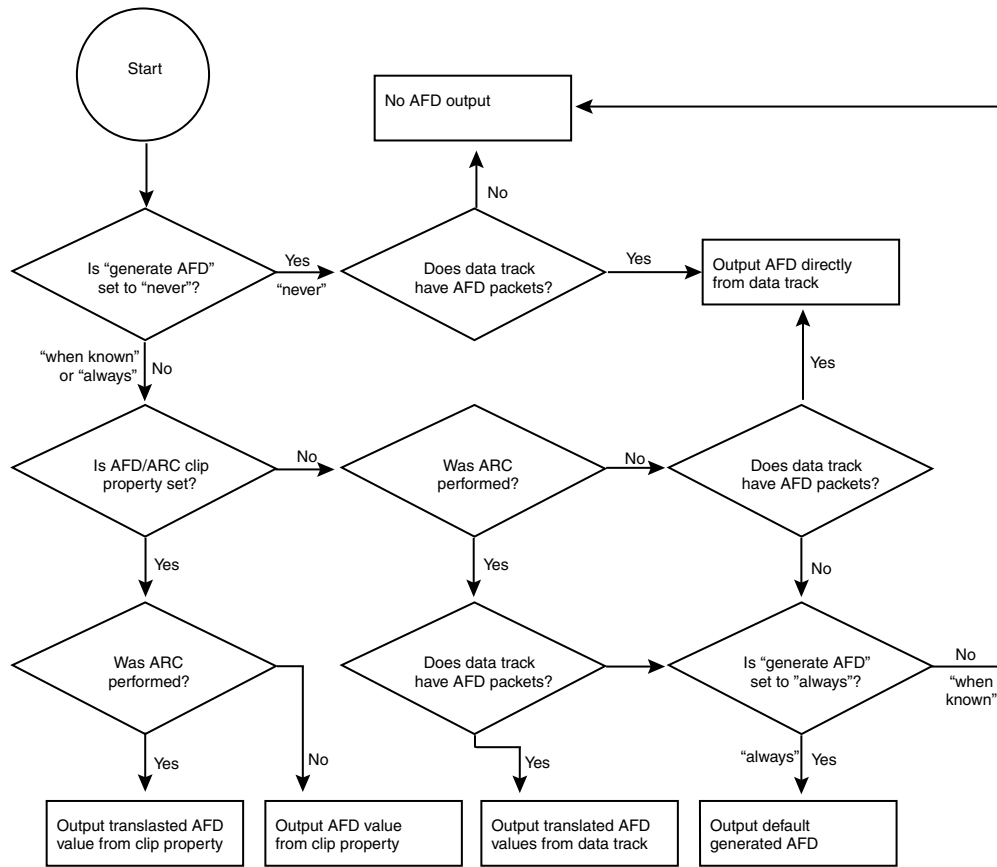 Start
No AFD output
No
Is “generate AFD”
set to “never”?
Yes
“never”
Does data track
have AFD packets?
Yes
Output AFD directly
from data track
“when known”
or “always”
No
Yes
Is AFD/ARC clip
property set?
No
Was ARC
performed?
No
Does data track
have AFD packets?
Yes
Yes
No
Was ARC
performed?
Does data track
have AFD packets?
Is “generate AFD”
set to ”always”?
No
“when
known”
Yes
No
Yes
“always”
Yes
Output translasted AFD
value from clip property
Output AFD value
from clip property
Output translated AFD
values from data track
Output default
generated AFD